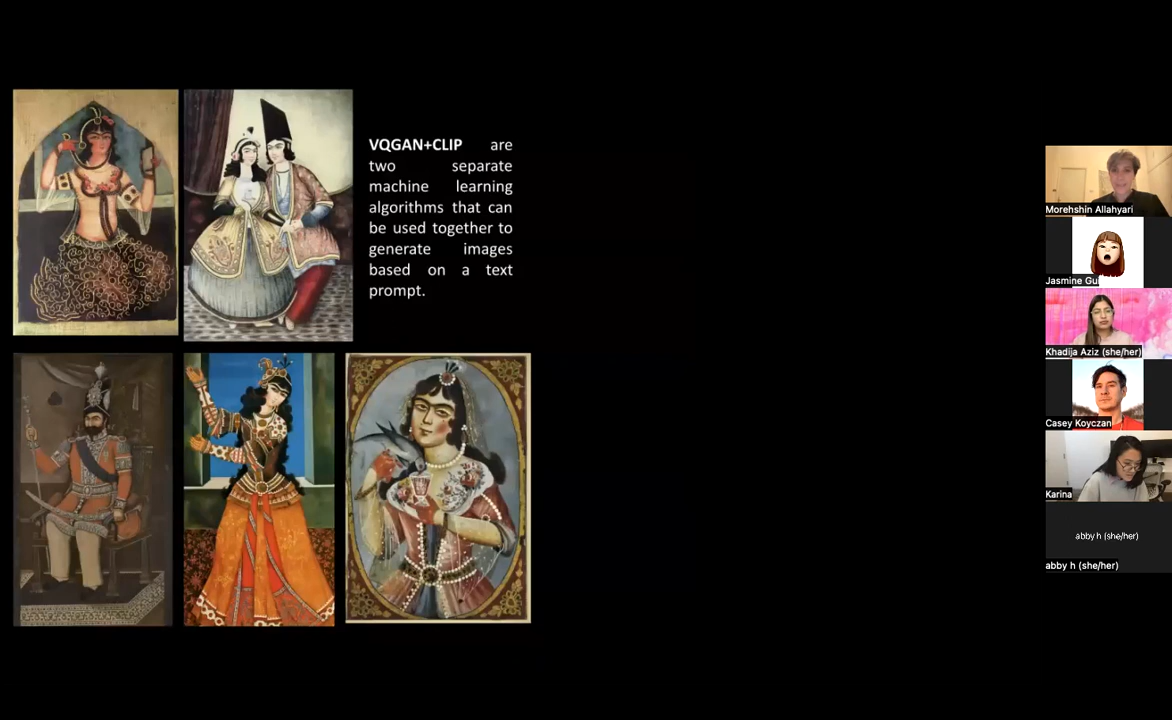 VQGAN+CLIP are
two separate
machine learning
algorithms that can
be used together to
generate images
based on a text
prompt.
Morehshin Allahyari
Jasmine Gu
Khadija Aziz (she/her)
Casey Koyczan
Karina
abby h (she/her)
abby h (she/her)